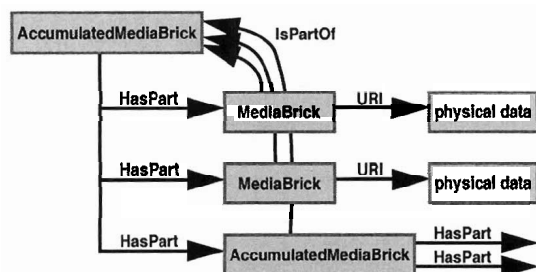 AccumulatedMediaBrick
IsPartOf
HasPart
MediaBrick
URI
physical data
HasPart
MediaBrick
URI
physical data
HasPart
AccumulatedMediaBrick
HasPart
HasPart